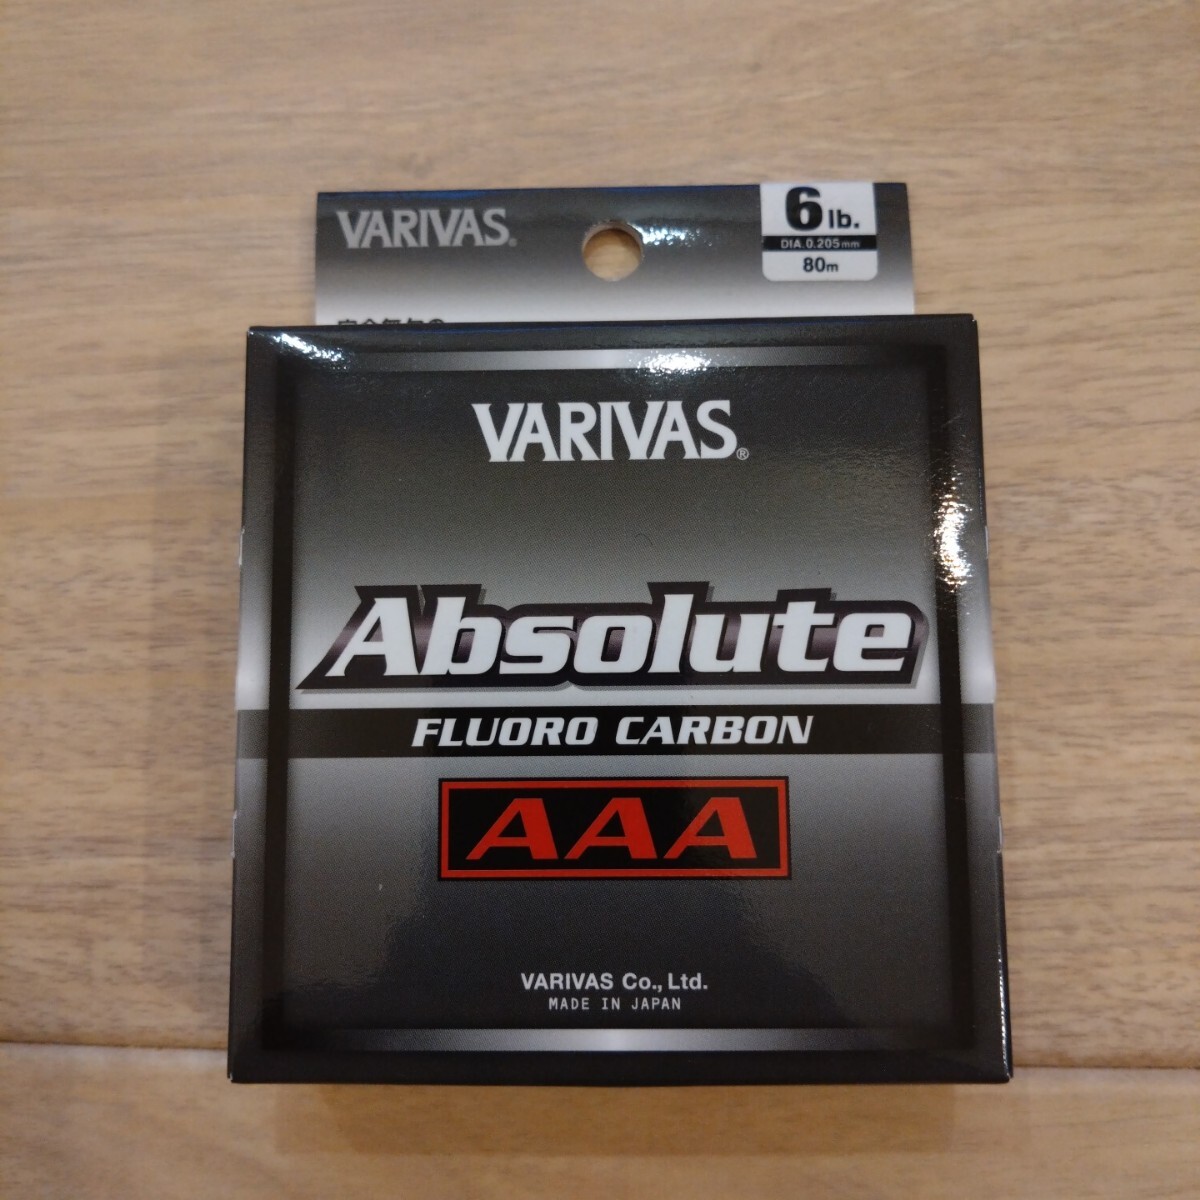 VARIVAS®
6lb.
DIA.0.205mm
80m
VARIVAS®
Absolute
FLUORO CARBON
AAA
VARIVAS Co., Ltd.
MADE IN JAPAN